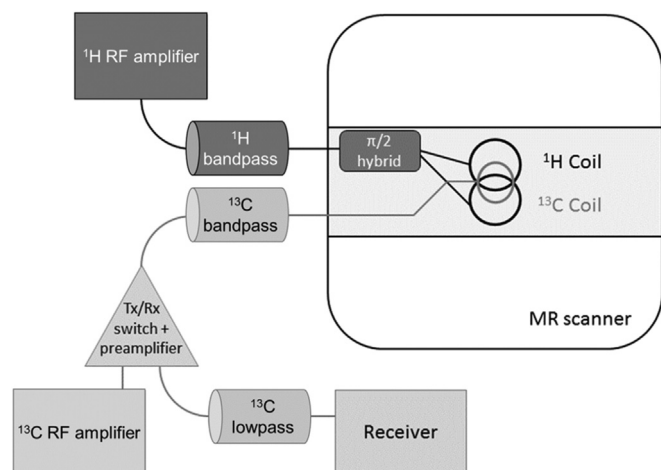 ¹H RF amplifier
¹H
bandpass
π/2
hybrid
¹H Coil
¹³C Coil
¹³C
bandpass
Tx/Rx
switch +
preamplifier
MR scanner
¹³C RF amplifier
¹³C
lowpass
Receiver